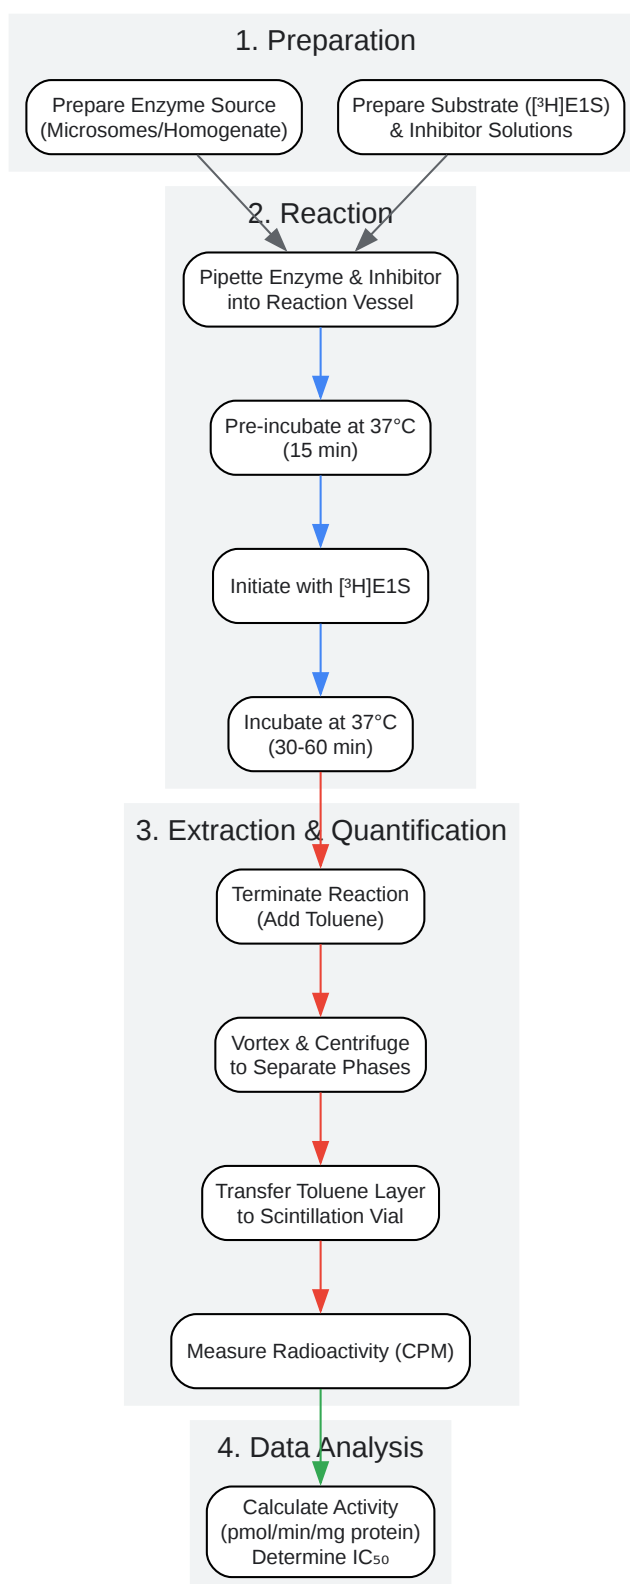 1. Preparation
Prepare Enzyme Source
(Microsomes/Homogenate)
Prepare Substrate ([³H]E1S)
& Inhibitor Solutions
2. Reaction
Pipette Enzyme & Inhibitor
into Reaction Vessel
Pre-incubate at 37°C
(15 min)
Initiate with [³H]E1S
Incubate at 37°C
(30-60 min)
3. Extraction & Quantification
Terminate Reaction
(Add Toluene)
Vortex & Centrifuge
to Separate Phases
Transfer Toluene Layer
to Scintillation Vial
Measure Radioactivity (CPM)
4. Data Analysis
Calculate Activity
(pmol/min/mg protein)
Determine IC₅₀